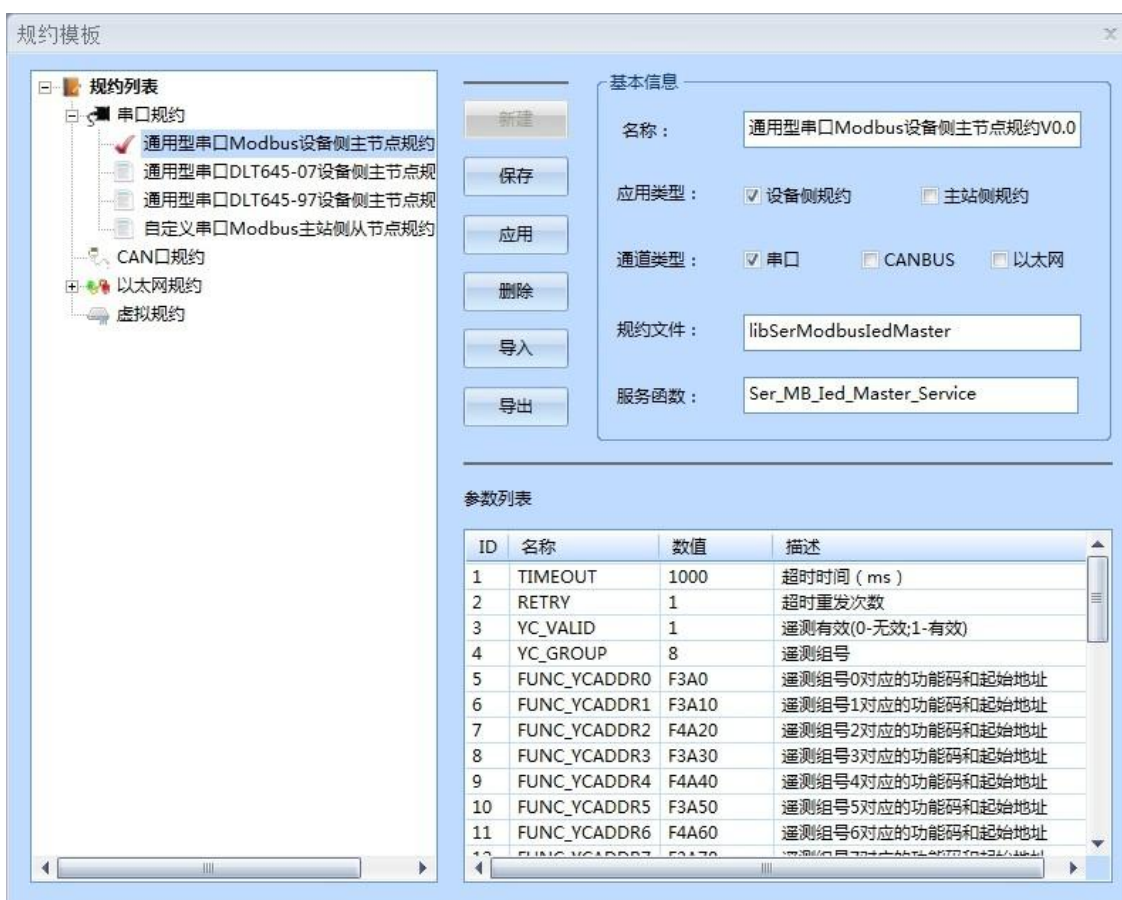 规约模板
规约列表
串口规约
通用型串口Modbus设备侧主节点规约
通用型串口DLT645-07设备侧主节点规
通用型串口DLT645-97设备侧主节点规
自定义串口Modbus主站侧从节点规约
CAN口规约
以太网规约
虚拟规约
新建
保存
应用
删除
导入
导出
基本信息
名称： 通用型串口Modbus设备侧主节点规约V0.0
应用类型： 设备侧规约 主站侧规约
通道类型： 串口 CANBUS 以太网
规约文件： libSerModbusIedMaster
服务函数： Ser_MB_Ied_Master_Service
参数列表
ID 名称 数值 描述
1 TIMEOUT 1000 超时时间（ms）
2 RETRY 1 超时重发次数
3 YC_VALID 1 遥测有效(0-无效;1-有效)
4 YC_GROUP 8 遥测组号
5 FUNC_YCADDR0 F3A0 遥测组号0对应的功能码和起始地址
6 FUNC_YCADDR1 F3A10 遥测组号1对应的功能码和起始地址
7 FUNC_YCADDR2 F4A20 遥测组号2对应的功能码和起始地址
8 FUNC_YCADDR3 F3A30 遥测组号3对应的功能码和起始地址
9 FUNC_YCADDR4 F4A40 遥测组号4对应的功能码和起始地址
10 FUNC_YCADDR5 F3A50 遥测组号5对应的功能码和起始地址
11 FUNC_YCADDR6 F4A60 遥测组号6对应的功能码和起始地址